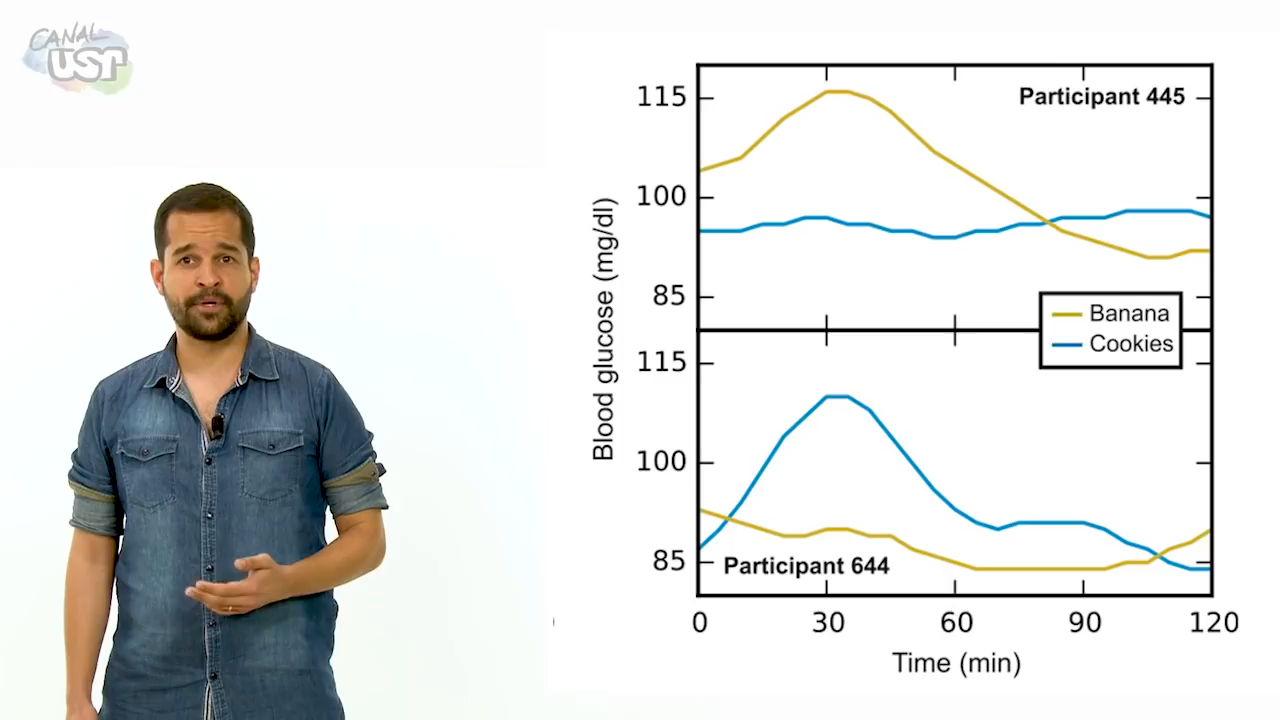 CANAL
USP
115
Participant 445
100
85
Banana
Cookies
115
100
85
Participant 644
0 30 60 90 120
Time (min)
Blood glucose (mg/dl)